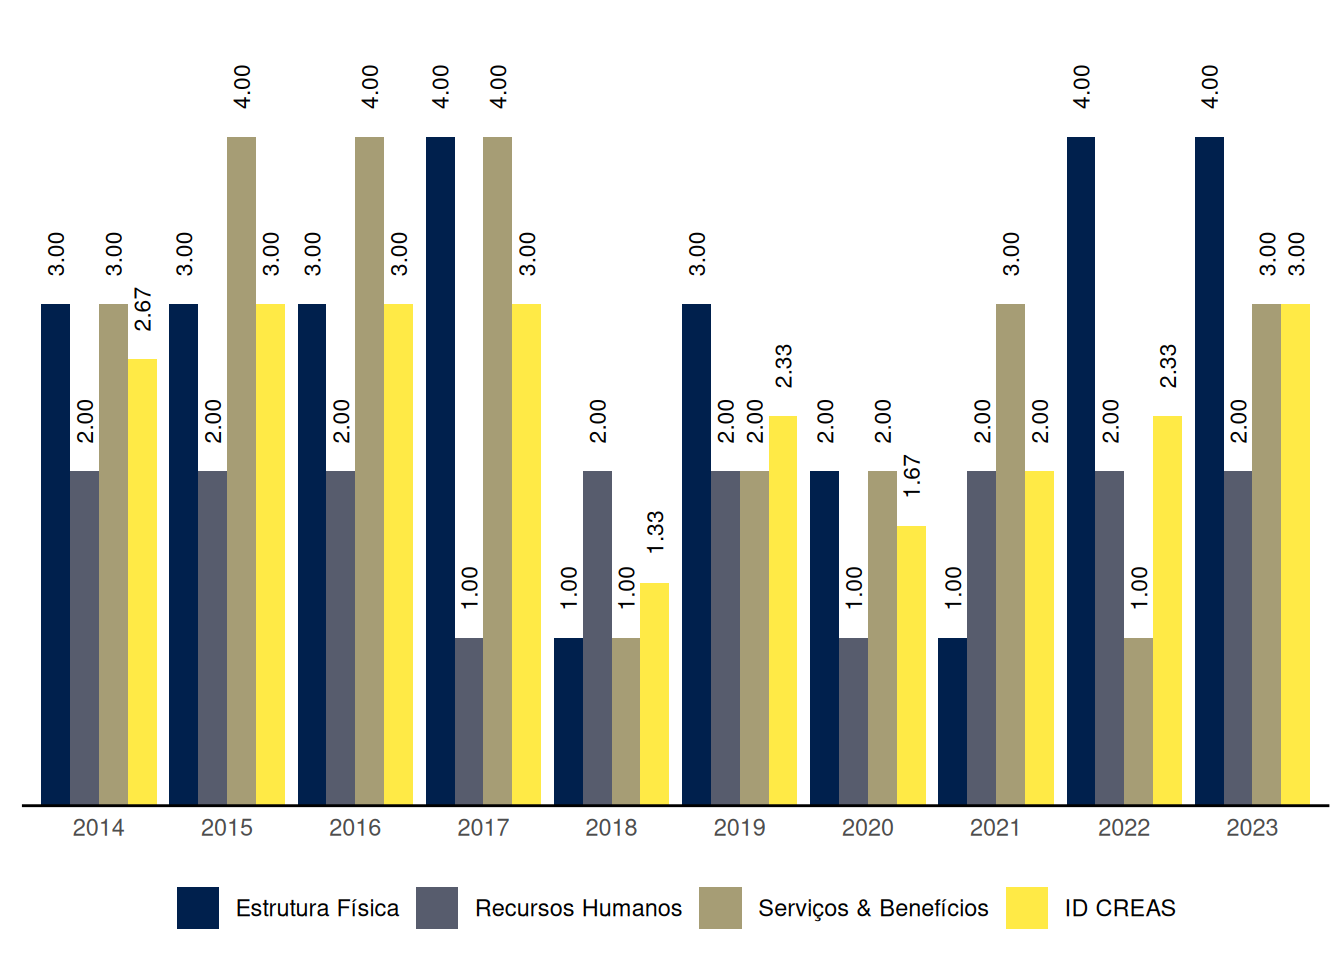 4.00 4.00 4.00 4.00 4.00 4.00
3.00 3.00 3.00 3.00 3.00 3.00 3.00 3.00 3.00 3.00 3.00
2.67
2.33 2.33
2.00 2.00 2.00 2.00 2.00 2.00 2.00 2.00 2.00 2.00 2.00 2.00
1.67
1.33
1.00 1.00 1.00 1.00 1.00 1.00
2014 2015 2016 2017 2018 2019 2020 2021 2022 2023
Estrutura Física Recursos Humanos Serviços & Benefícios ID CREAS